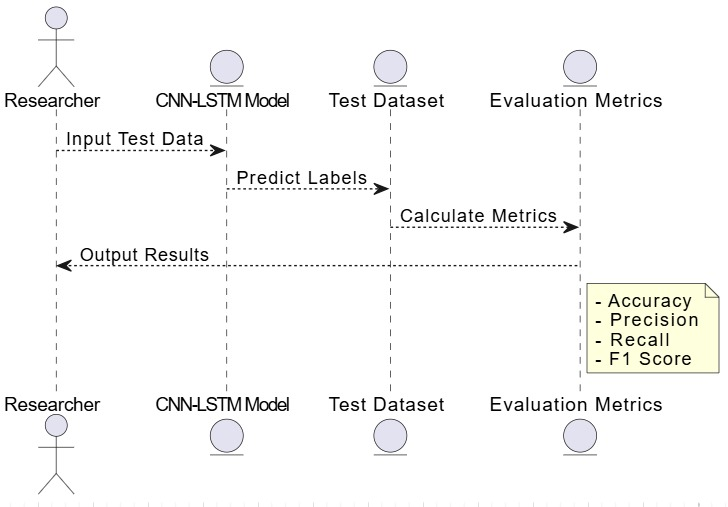 Researcher
CNN-LSTM Model
Test Dataset
Evaluation Metrics
Input Test Data
Predict Labels
Calculate Metrics
Output Results
- Accuracy
- Precision
- Recall
- F1 Score
Researcher
CNN-LSTM Model
Test Dataset
Evaluation Metrics